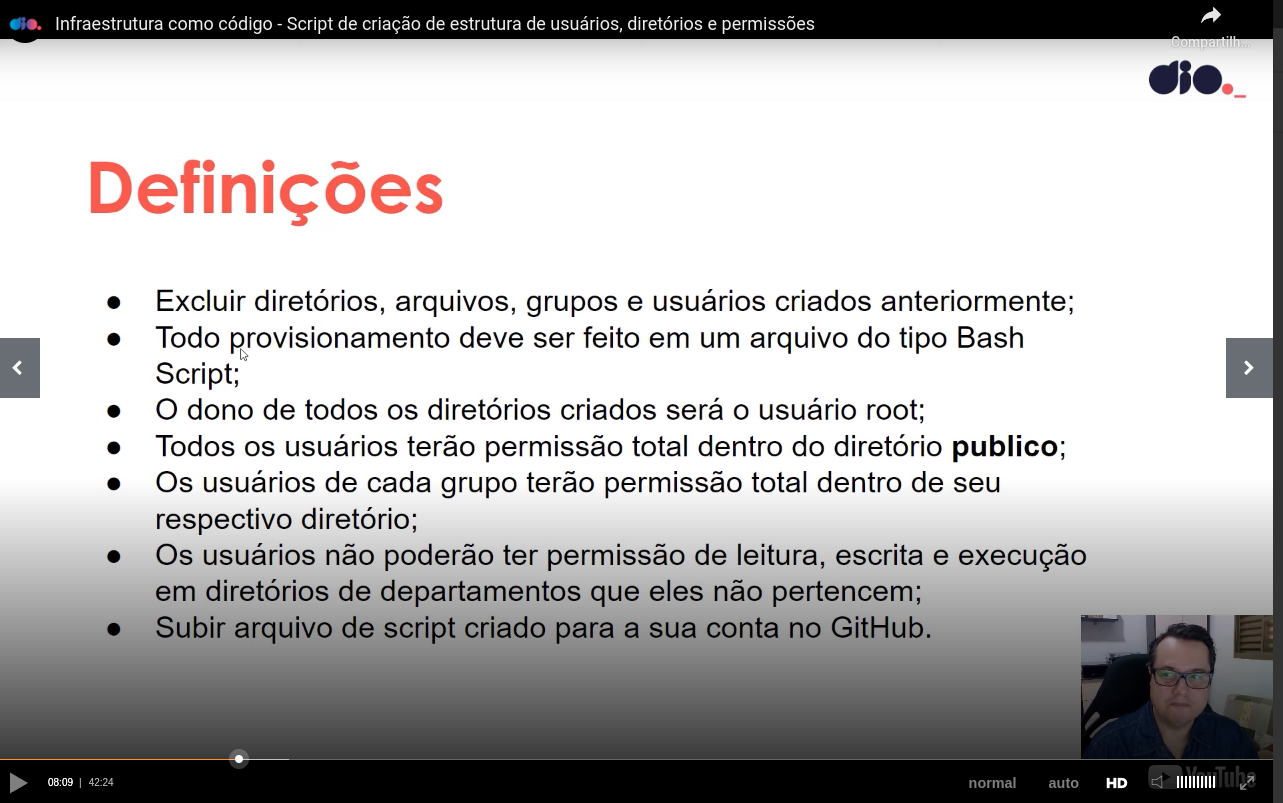 dio.
Infraestrutura como código - Script de criação de estrutura de usuários, diretórios e permissões
Compartilh...
dio._
Definições
● Excluir diretórios, arquivos, grupos e usuários criados anteriormente;
● Todo provisionamento deve ser feito em um arquivo do tipo Bash
Script;
● O dono de todos os diretórios criados será o usuário root;
● Todos os usuários terão permissão total dentro do diretório publico;
● Os usuários de cada grupo terão permissão total dentro de seu
respectivo diretório;
● Os usuários não poderão ter permissão de leitura, escrita e execução
em diretórios de departamentos que eles não pertencem;
● Subir arquivo de script criado para a sua conta no GitHub.
08:09 | 42:24
normal auto HD YouTube